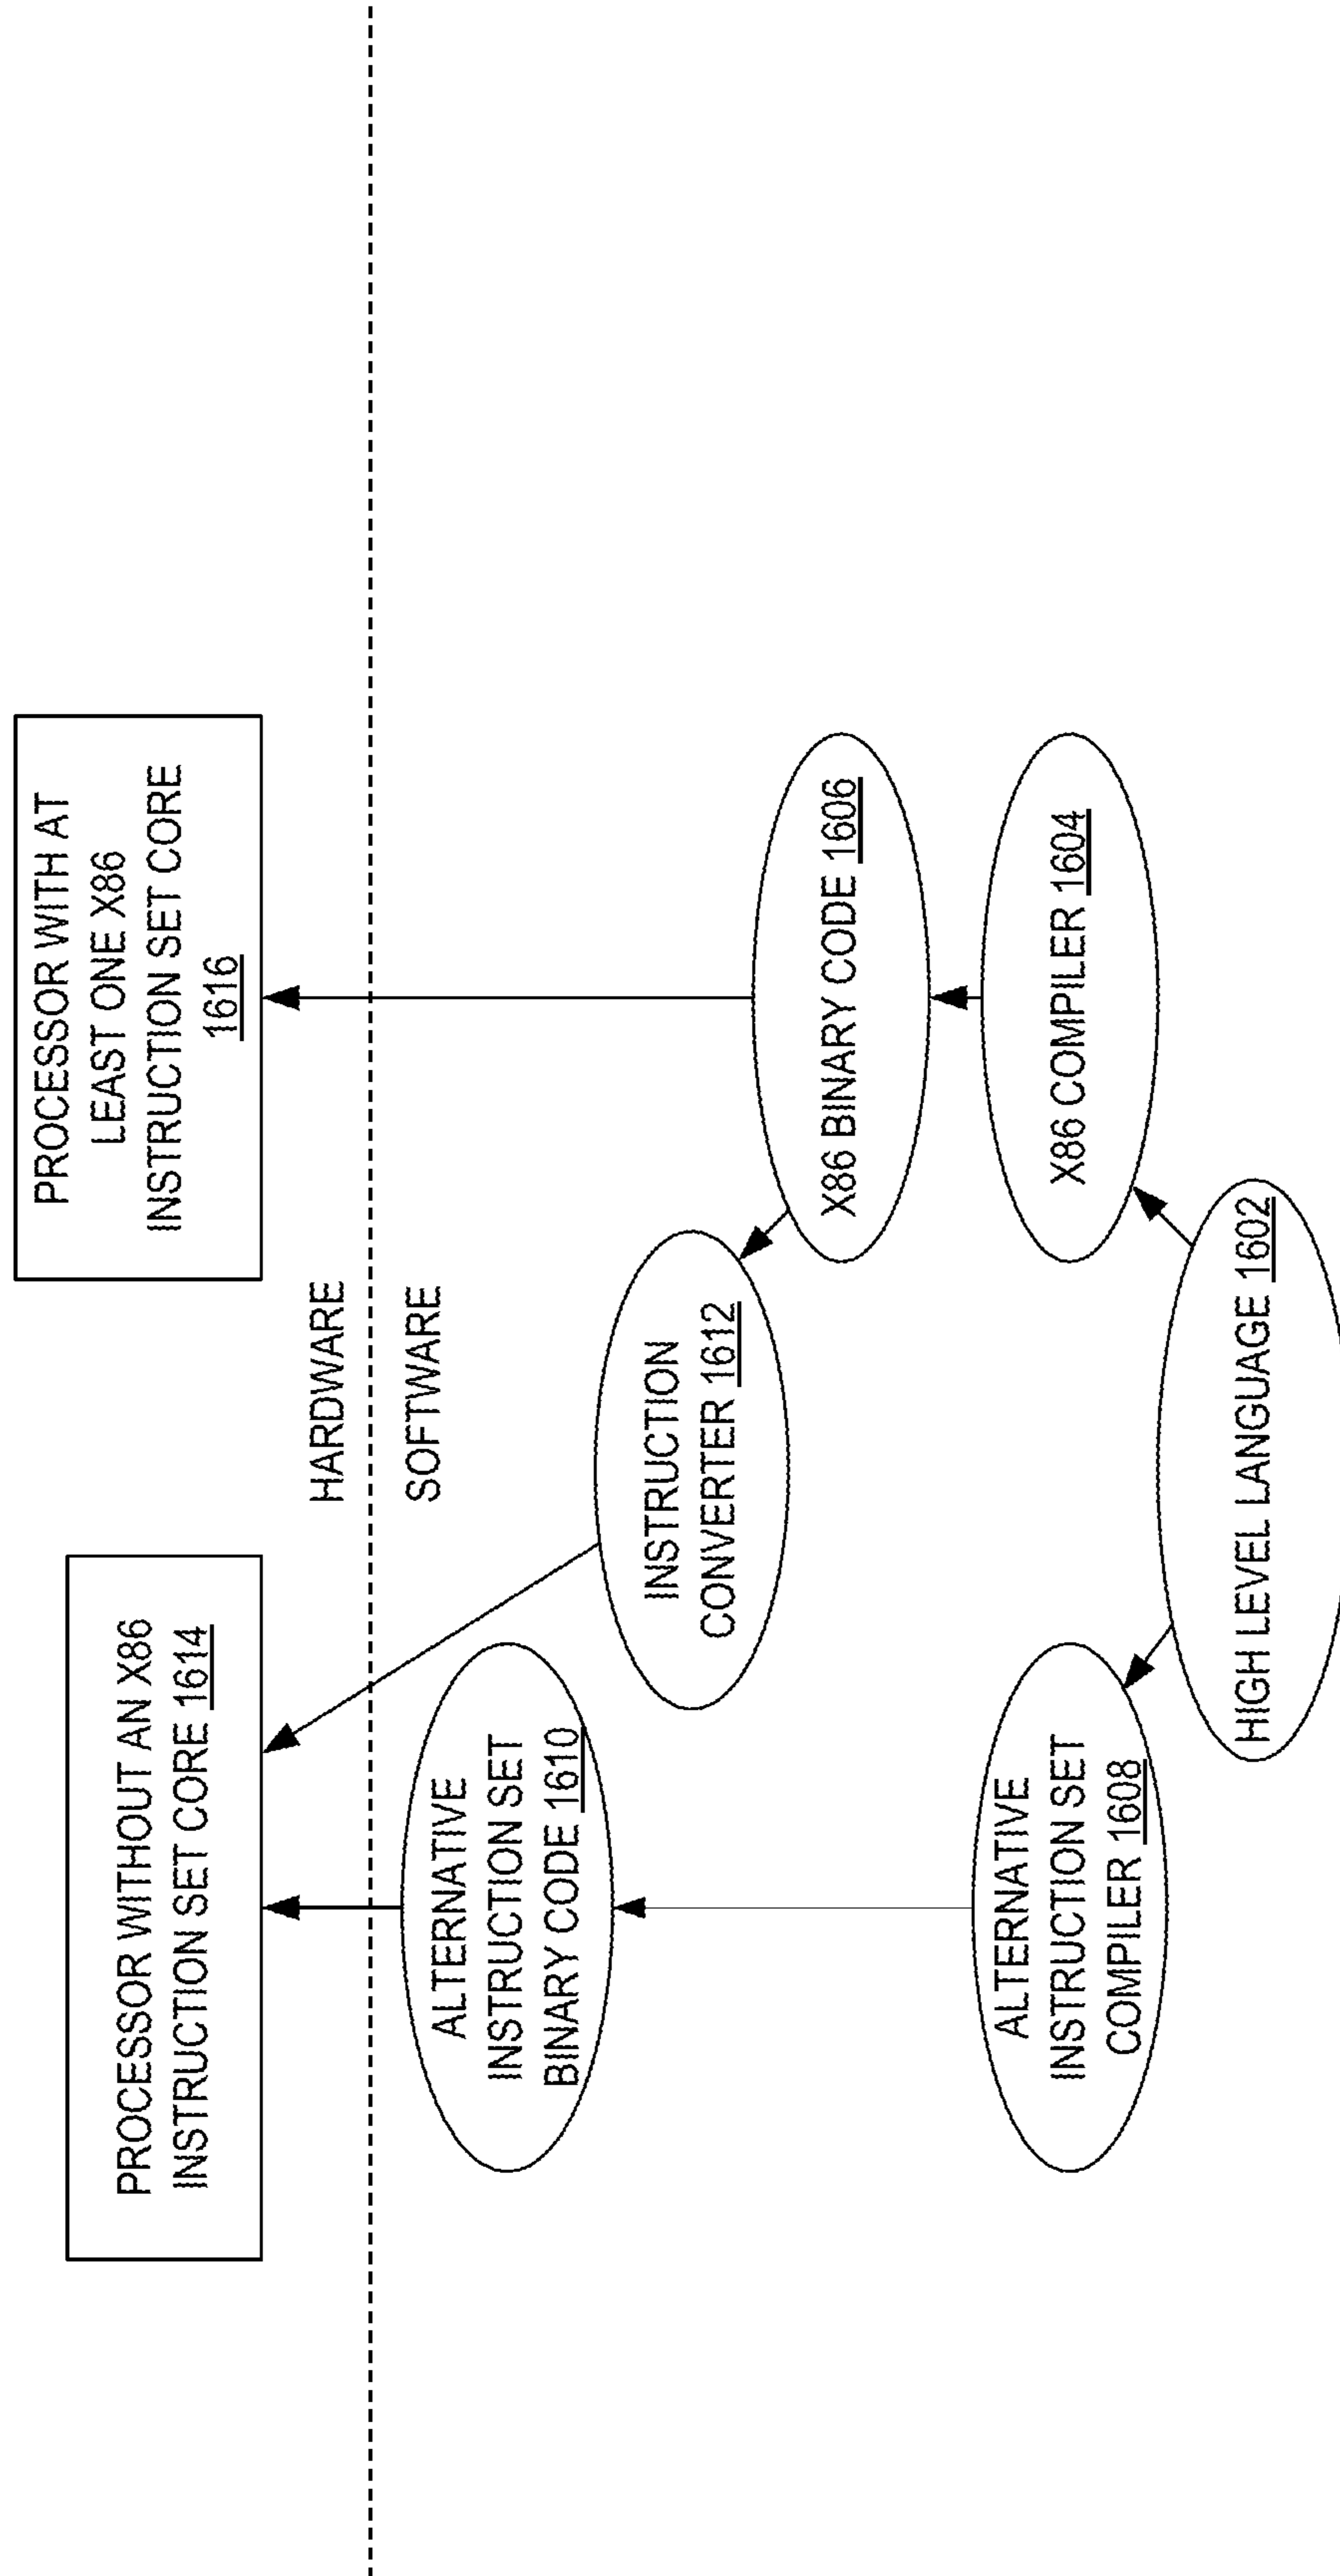 PROCESSOR WITHOUT AN X86
INSTRUCTION SET CORE 1614
PROCESSOR WITH AT
LEAST ONE X86
INSTRUCTION SET CORE
1616
HARDWARE
SOFTWARE
ALTERNATIVE
INSTRUCTION SET
BINARY CODE 1610
INSTRUCTION
CONVERTER 1612
X86 BINARY CODE 1606
ALTERNATIVE
INSTRUCTION SET
COMPILER 1608
X86 COMPILER 1604
HIGH LEVEL LANGUAGE 1602